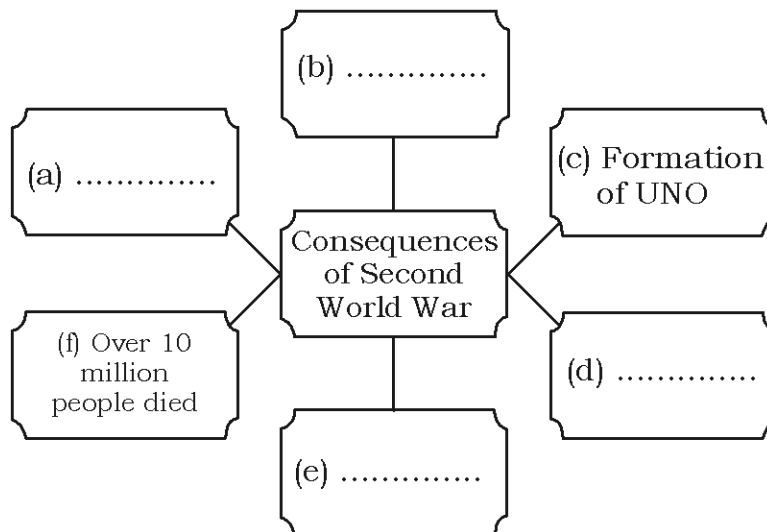 (b) ..............
(a) ..............
(c) Formation
of UNO
Consequences
of Second
World War
(f) Over 10
million
people died
(d) ..............
(e) ..............